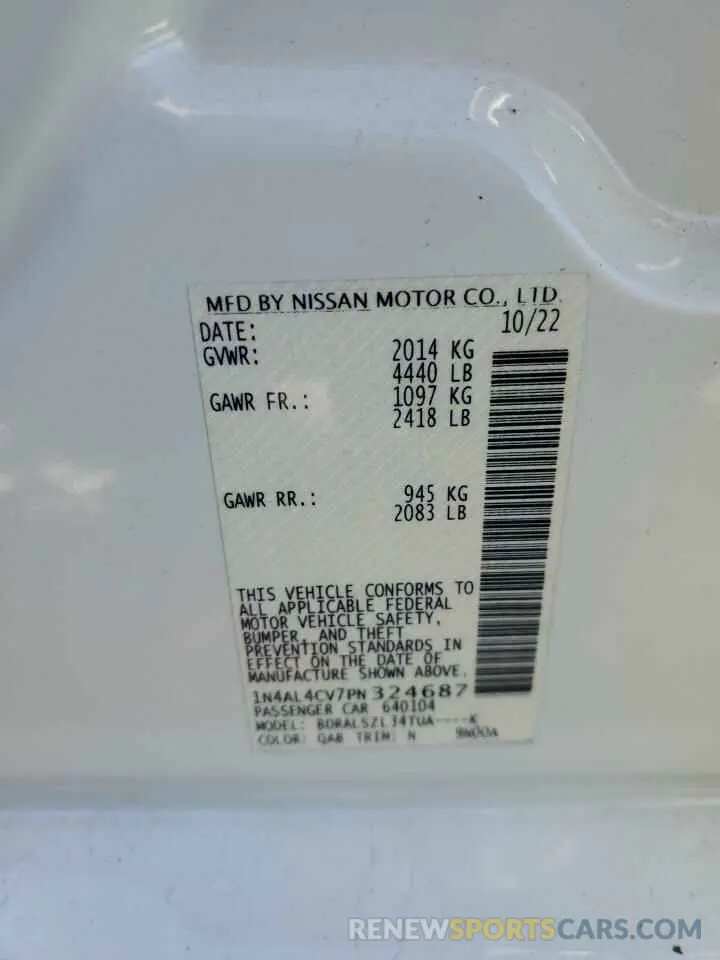 MFD BY NISSAN MOTOR CO., LTD.
DATE: 10/22
GVWR: 2014 KG
4440 LB
GAWR FR.: 1097 KG
2418 LB
GAWR RR.: 945 KG
2083 LB
THIS VEHICLE CONFORMS TO
ALL APPLICABLE FEDERAL
MOTOR VEHICLE SAFETY,
BUMPER, AND THEFT
PREVENTION STANDARDS IN
EFFECT ON THE DATE OF
MANUFACTURE SHOWN ABOVE.
1N4AL4CV7PN324687
PASSENGER CAR 640104
MODEL:
COLOR: QAB TRIM: N
RENEWSPORTSCARS.COM